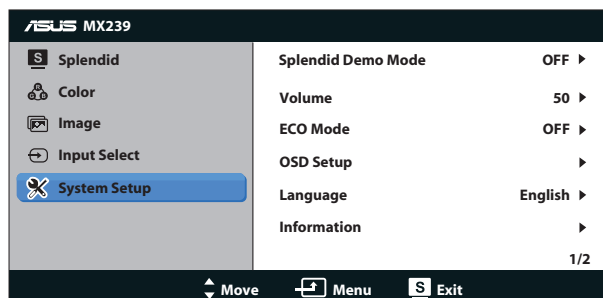 ASUS MX239
S Splendid
Color
Image
Input Select
System Setup
Splendid Demo Mode OFF
Volume 50
ECO Mode OFF
OSD Setup
Language English
Information
1/2
Move Menu S Exit